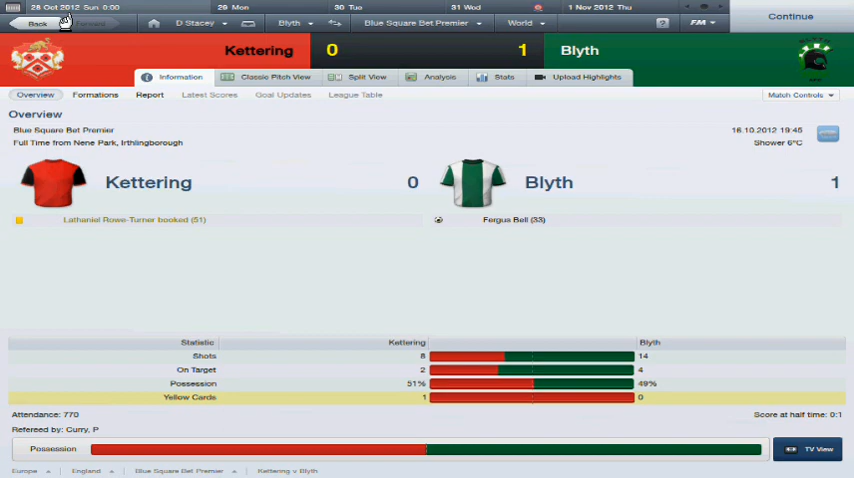 28 Oct 2012 Sun 0:00 29 Mon 30 Tue 31 Wed 1 Nov 2012 Thu
Continue
Back Forward D Stacey Blyth Blue Square Bet Premier World ? FM
Kettering 0 1 Blyth
Information Classic Pitch View Split View Analysis Stats Upload Highlights
Overview Formations Report Latest Scores Goal Updates League Table Match Controls
Overview
Blue Square Bet Premier 16.10.2012 19:45
Full Time from Nene Park, Irthlingborough Shower 6°C
Kettering 0 Blyth 1
Lathaniel Rowe-Turner booked (51) Fergus Bell (33)
Statistic Kettering Blyth
Shots 8 14
On Target 2 4
Possession 51% 49%
Yellow Cards 1 0
Attendance: 770 Score at half time: 0:1
Refereed by: Curry, P
Possession TV View
Europe England Blue Square Bet Premier Kettering v Blyth